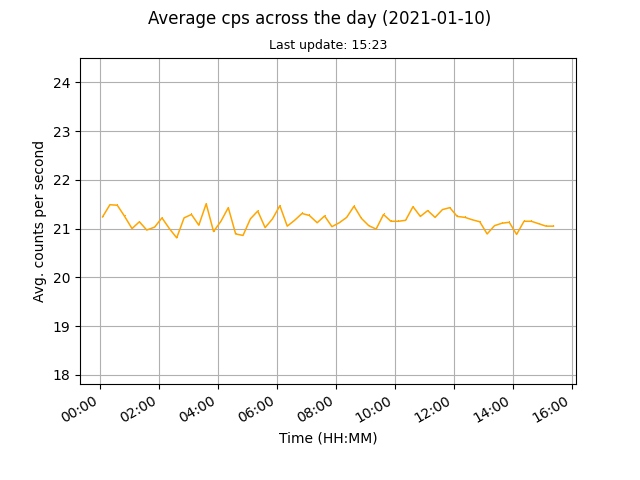 Average cps across the day (2021-01-10)
Last update: 15:23
24
23
22
21
20
19
18
Avg. counts per second
00:00 02:00 04:00 06:00 08:00 10:00 12:00 14:00 16:00
Time (HH:MM)